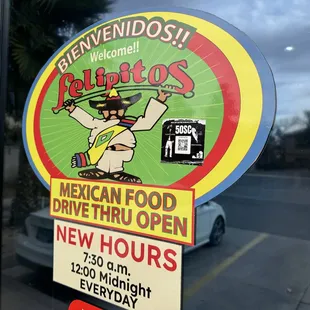 BIENVENIDOS!!
Welcome!!
felipitos
50SC
MEXICAN FOOD
DRIVE THRU OPEN
NEW HOURS
7:30 a.m.
12:00 Midnight
EVERYDAY